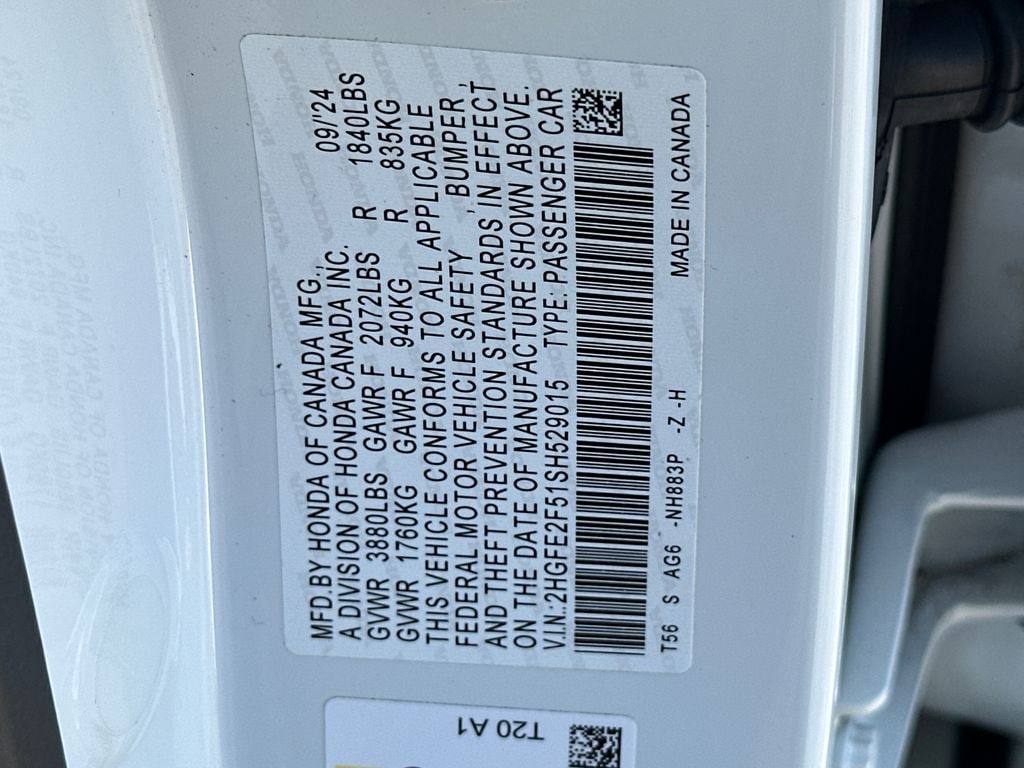 MFD.BY HONDA OF CANADA MFG., 09/'24
A DIVISION OF HONDA CANADA INC.
GVWR 3880LBS GAWR F 2072LBS R 1840LBS
GVWR 1760KG GAWR F 940KG R 835KG
THIS VEHICLE CONFORMS TO ALL APPLICABLE
FEDERAL MOTOR VEHICLE SAFETY , BUMPER ,
AND THEFT PREVENTION STANDARDS IN EFFECT
ON THE DATE OF MANUFACTURE SHOWN ABOVE.
V.I.N.:2HGFE2F51SH529015 TYPE: PASSENGER CAR
T56 S AG6 -NH883P -Z -H MADE IN CANADA
T20 A1